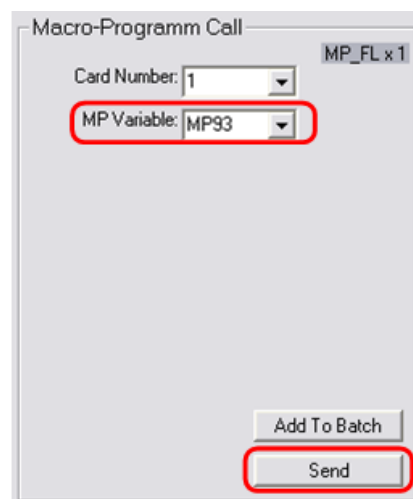 Macro-Programm Call
MP_FL x 1
Card Number: 1
MP Variable: MP93
Add To Batch
Send